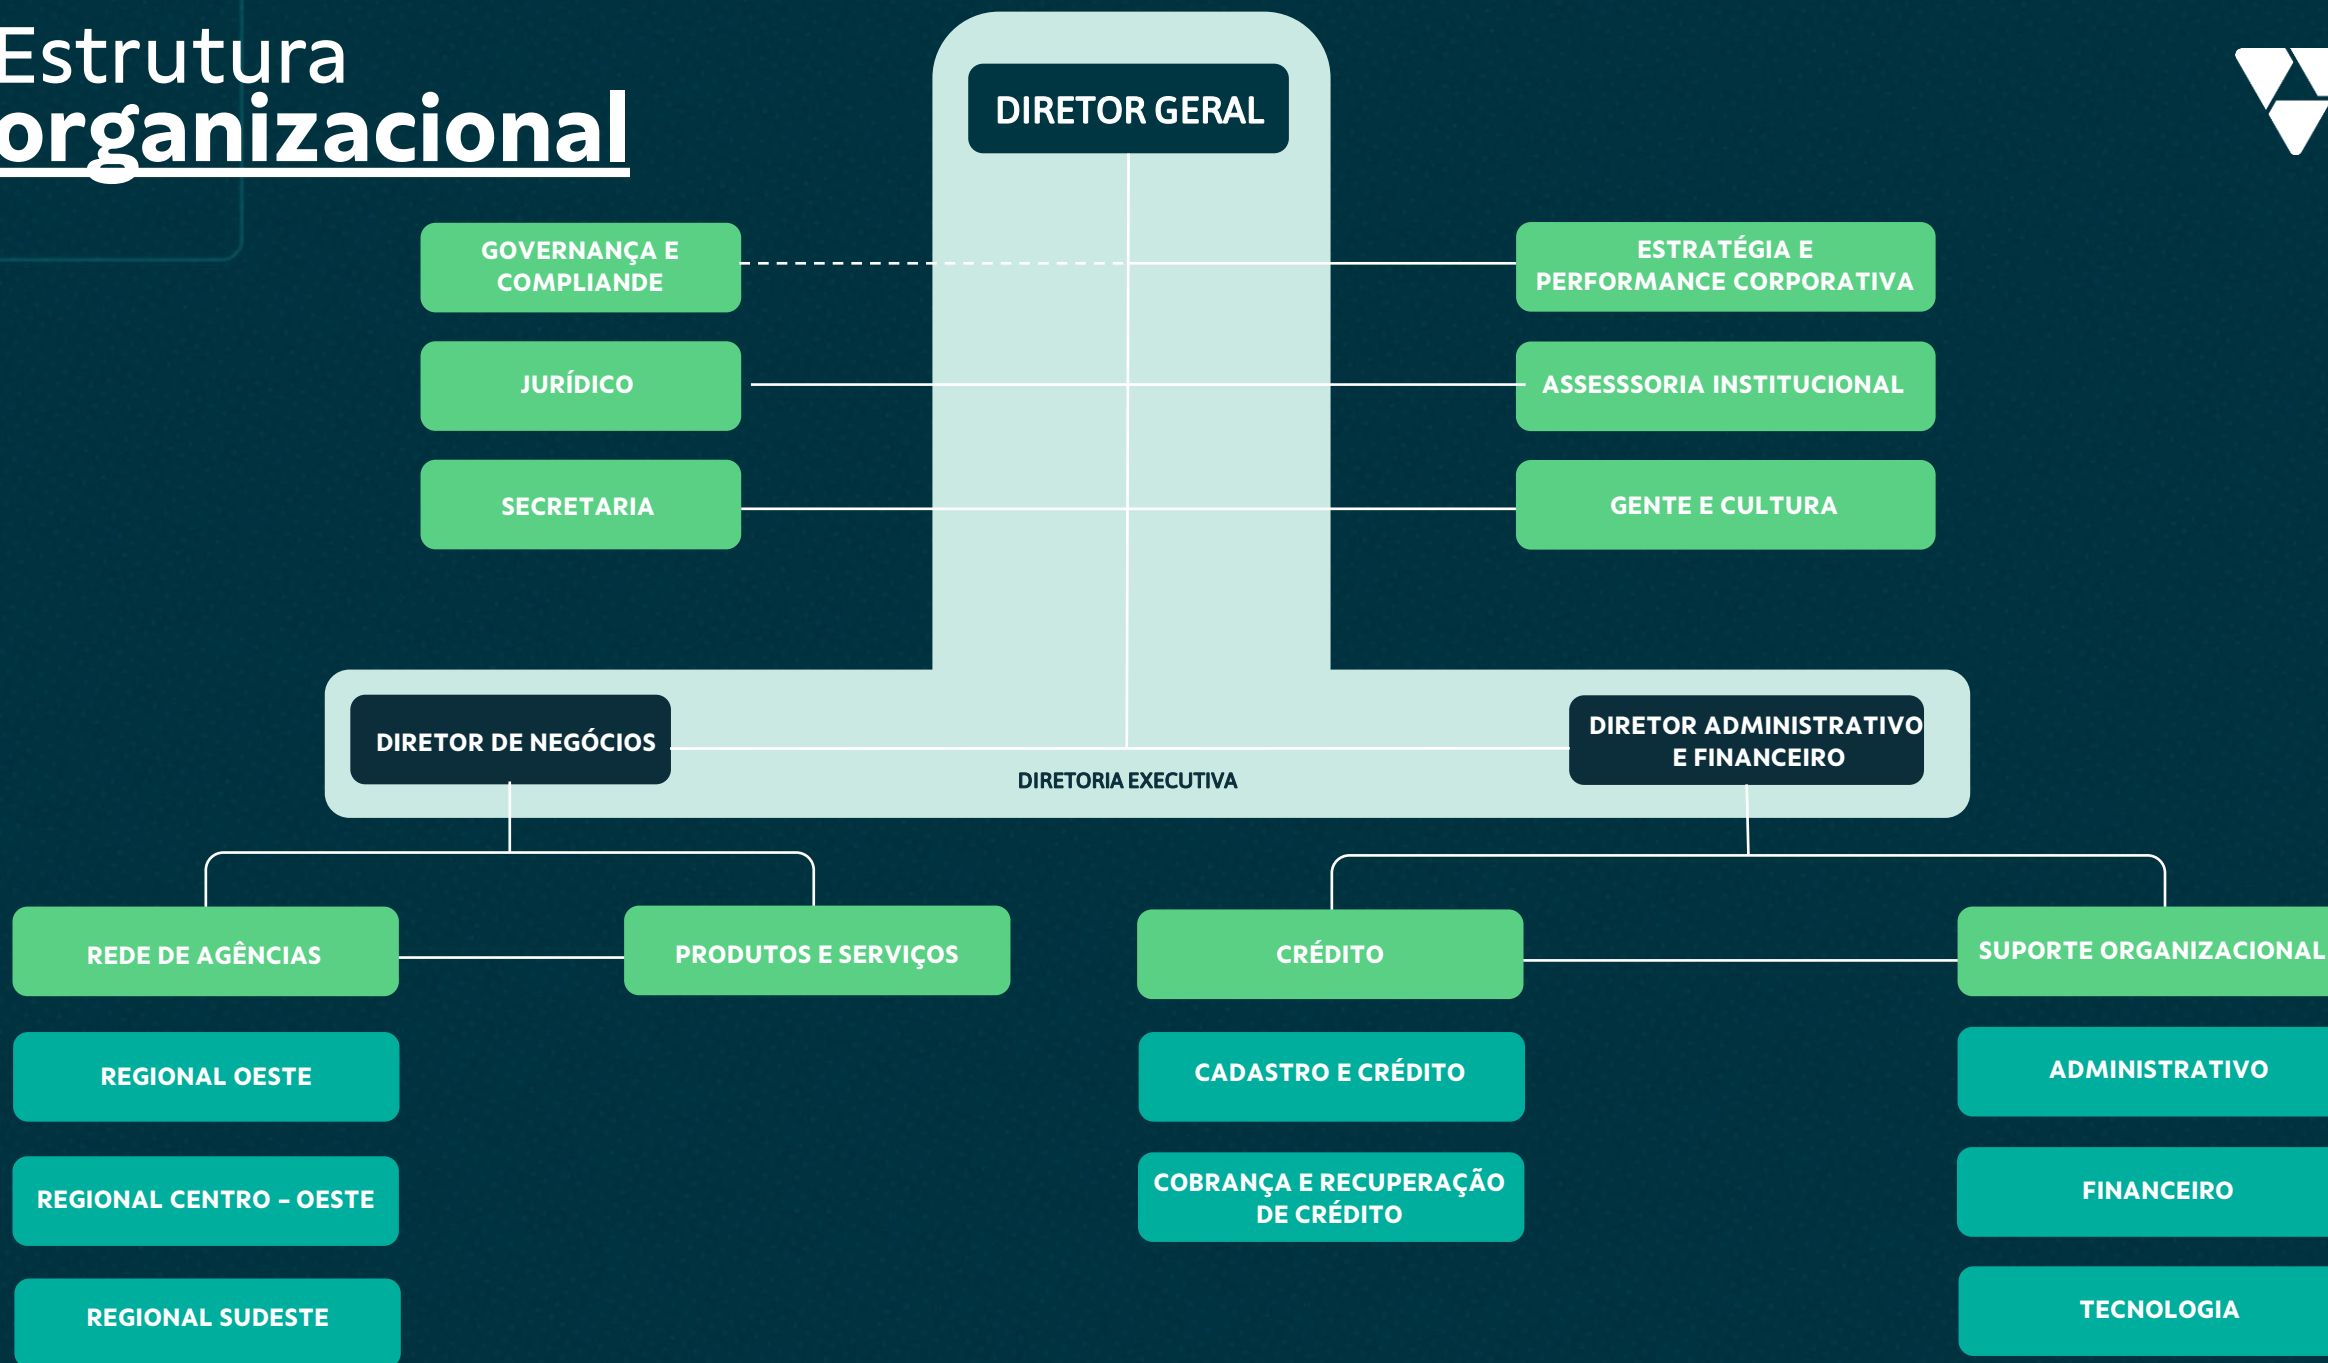 Estrutura
organizacional
DIRETOR GERAL
GOVERNANÇA E
COMPLIANDE
ESTRATÉGIA E
PERFORMANCE CORPORATIVA
JURÍDICO
ASSESSSORIA INSTITUCIONAL
SECRETARIA
GENTE E CULTURA
DIRETOR DE NEGÓCIOS
DIRETOR ADMINISTRATIVO
E FINANCEIRO
DIRETORIA EXECUTIVA
REDE DE AGÊNCIAS
PRODUTOS E SERVIÇOS
CRÉDITO
SUPORTE ORGANIZACIONAL
REGIONAL OESTE
CADASTRO E CRÉDITO
ADMINISTRATIVO
REGIONAL CENTRO – OESTE
COBRANÇA E RECUPERAÇÃO
DE CRÉDITO
FINANCEIRO
REGIONAL SUDESTE
TECNOLOGIA